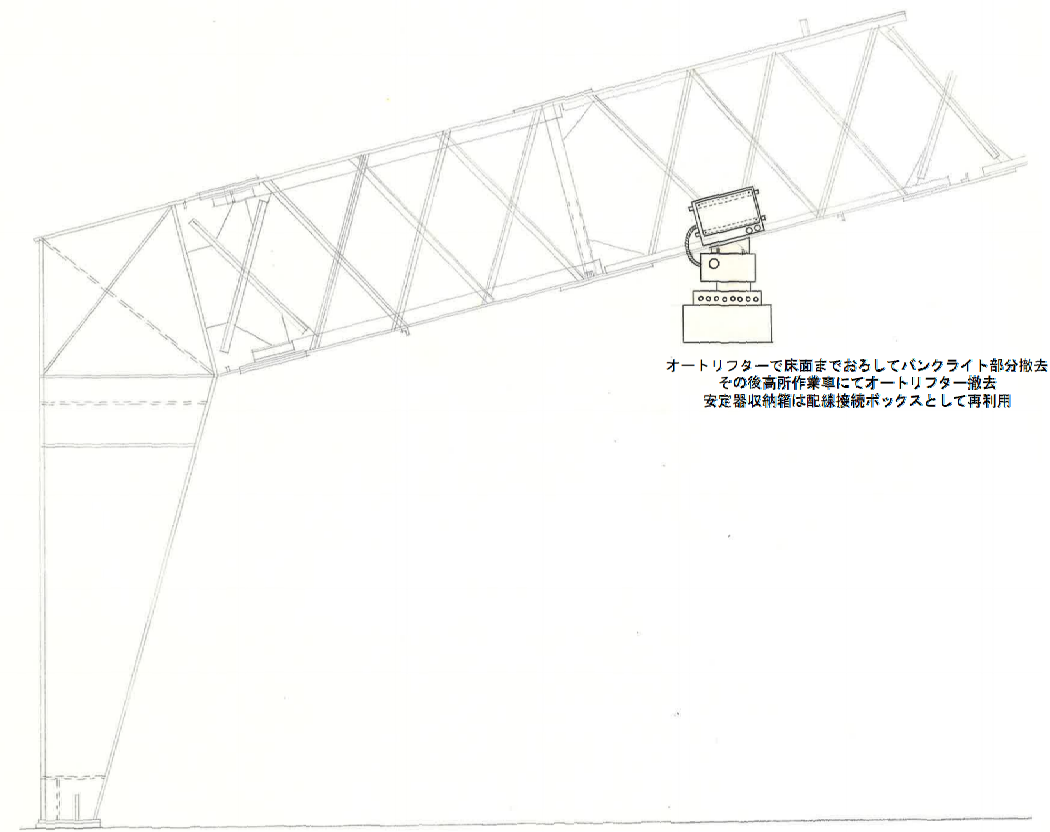 オートリフターで床面までおろしてバンクライト部分撤去
その後高所作業車にてオートリフター撤去
安定器収納箱は配線接続ボックスとして再利用